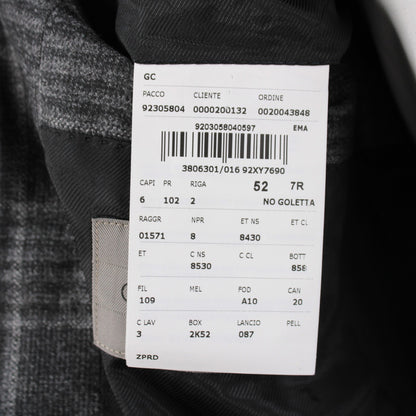 GC
PACCO CLIENTE ORDINE
92305804 0000200132 0020043848
9203058040597 EMA
3806301/016 92XY7690
CAPI PR RIGA 52 7R
6 102 2 NO GOLETTA
RAGGR NPR ET NS ET CL
01571 8 8430
ET C NS C CL BOTT
8530 858
FIL MEL FOD CAN
109 A10 20
C LAV BOX LANCIO PELL
3 2K52 087
ZPRD